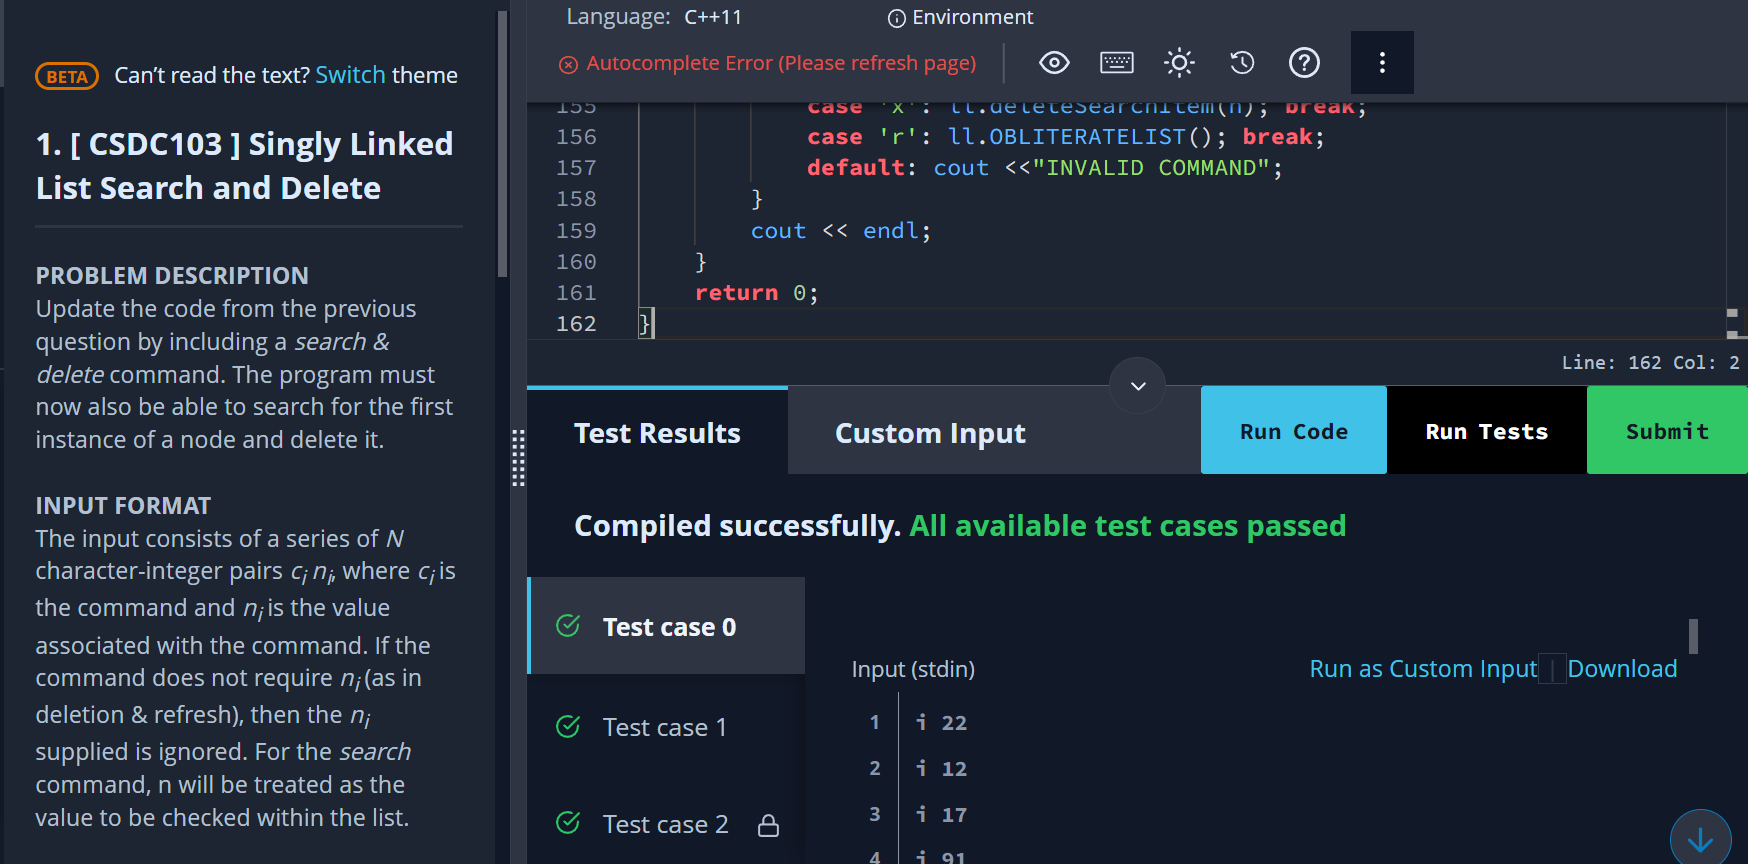 BETA Can't read the text? Switch theme
1. [ CSDC103 ] Singly Linked
List Search and Delete
PROBLEM DESCRIPTION
Update the code from the previous
question by including a search &
delete command. The program must
now also be able to search for the first
instance of a node and delete it.
INPUT FORMAT
The input consists of a series of N
character-integer pairs ci ni, where ci is
the command and ni is the value
associated with the command. If the
command does not require ni (as in
deletion & refresh), then the ni
supplied is ignored. For the search
command, n will be treated as the
value to be checked within the list.
Language: C++11 Environment
Autocomplete Error (Please refresh page)
155 case 'x': ll.deleteSearchItem(n); break;
156 case 'r': ll.OBLITERATELIST(); break;
157 default: cout <<"INVALID COMMAND";
158 }
159 cout << endl;
160 }
161 return 0;
162 }
Line: 162 Col: 2
Test Results Custom Input Run Code Run Tests Submit
Compiled successfully. All available test cases passed
Test case 0
Test case 1
Test case 2
Input (stdin) Run as Custom Input | Download
1 i 22
2 i 12
3 i 17
4 i 91